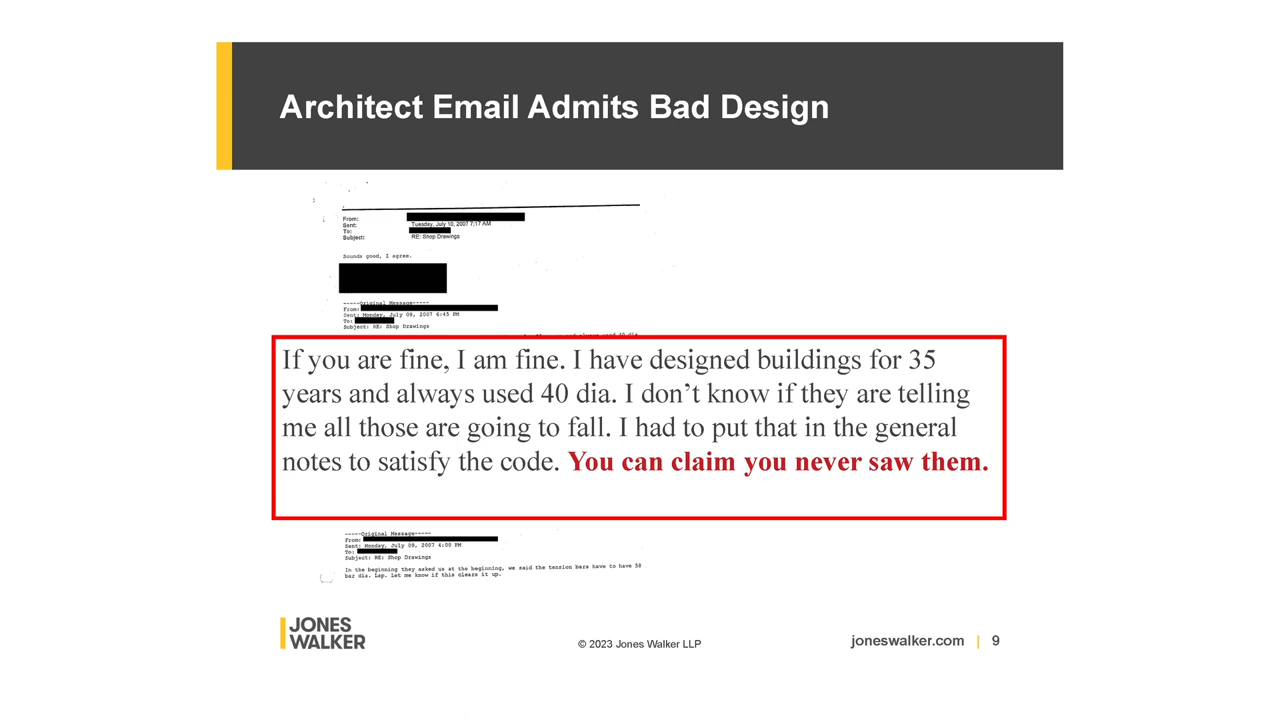 Architect Email Admits Bad Design
From:
Sent: Tuesday, July 10, 2007 7:17 AM
To:
Subject: RE: Shop Drawings
Sounds good, I agree.
-----Original Message-----
From:
Sent: Monday, July 09, 2007 6:45 PM
To:
Subject: RE: Shop Drawings
If you are fine, I am fine. I have designed buildings for 35
years and always used 40 dia. I don’t know if they are telling
me all those are going to fall. I had to put that in the general
notes to satisfy the code. You can claim you never saw them.
-----Original Message-----
From:
Sent: Monday, July 09, 2007 4:00 PM
To:
Subject: RE: Shop Drawings
In the beginning they asked us at the beginning, we said the tension bars have to have 58
bar dia. Lap. Let me know if this clears it up.
JONES
WALKER
© 2023 Jones Walker LLP
joneswalker.com | 9